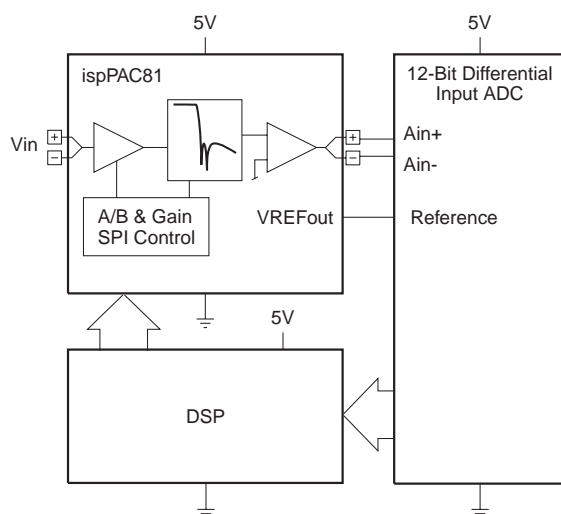 5V
5V
ispPAC81
12-Bit Differential
Input ADC
Vin
+
−
+
−
Ain+
Ain-
A/B & Gain
SPI Control
VREFout
Reference
5V
DSP